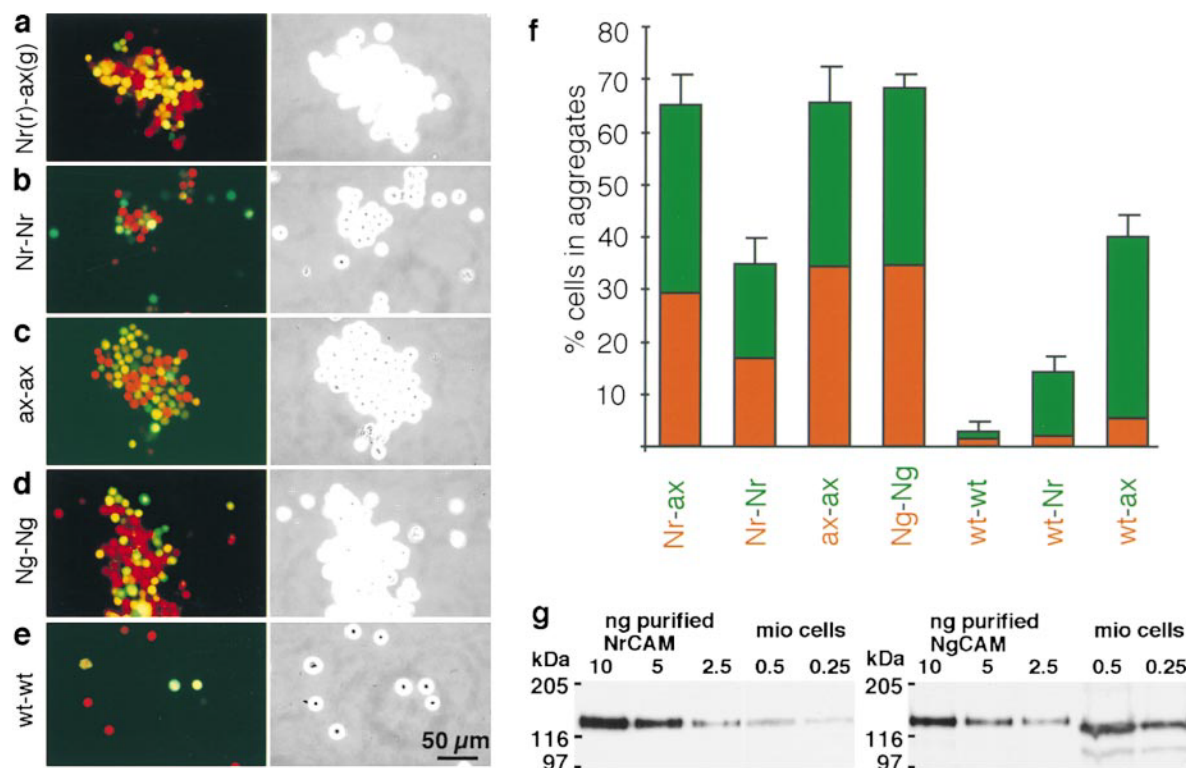 a
Nr(r)-ax(g)
b
Nr-Nr
c
ax-ax
d
Ng-Ng
e
wt-wt
50 µm
f
% cells in aggregates
80
70
60
50
40
30
20
10
Nr-ax
Nr-Nr
ax-ax
Ng-Ng
wt-wt
wt-Nr
wt-ax
g
ng purified
NrCAM
mio cells
kDa
10 5 2.5 0.5 0.25
205
116
97
ng purified
NgCAM
mio cells
kDa
10 5 2.5 0.5 0.25
205
116
97